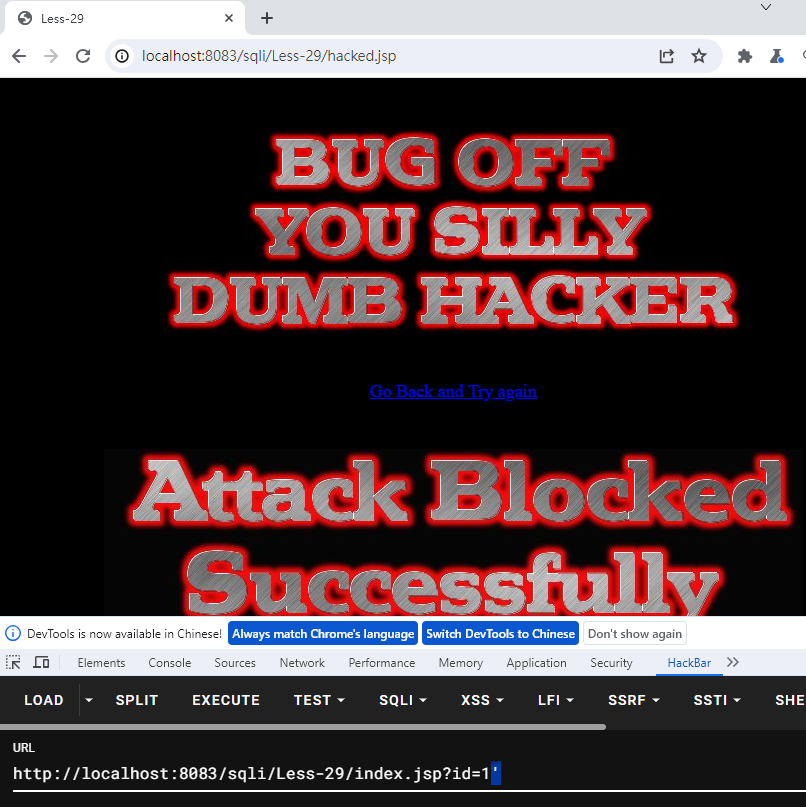 Less-29
localhost:8083/sqli/Less-29/hacked.jsp
BUG OFF
YOU SILLY
DUMB HACKER
Go Back and Try again
Attack Blocked
Successfully
DevTools is now available in Chinese! Always match Chrome's language Switch DevTools to Chinese Don't show again
Elements Console Sources Network Performance Memory Application Security HackBar
LOAD SPLIT EXECUTE TEST SQLI XSS LFI SSRF SSTI SHE
URL
http://localhost:8083/sqli/Less-29/index.jsp?id=1'